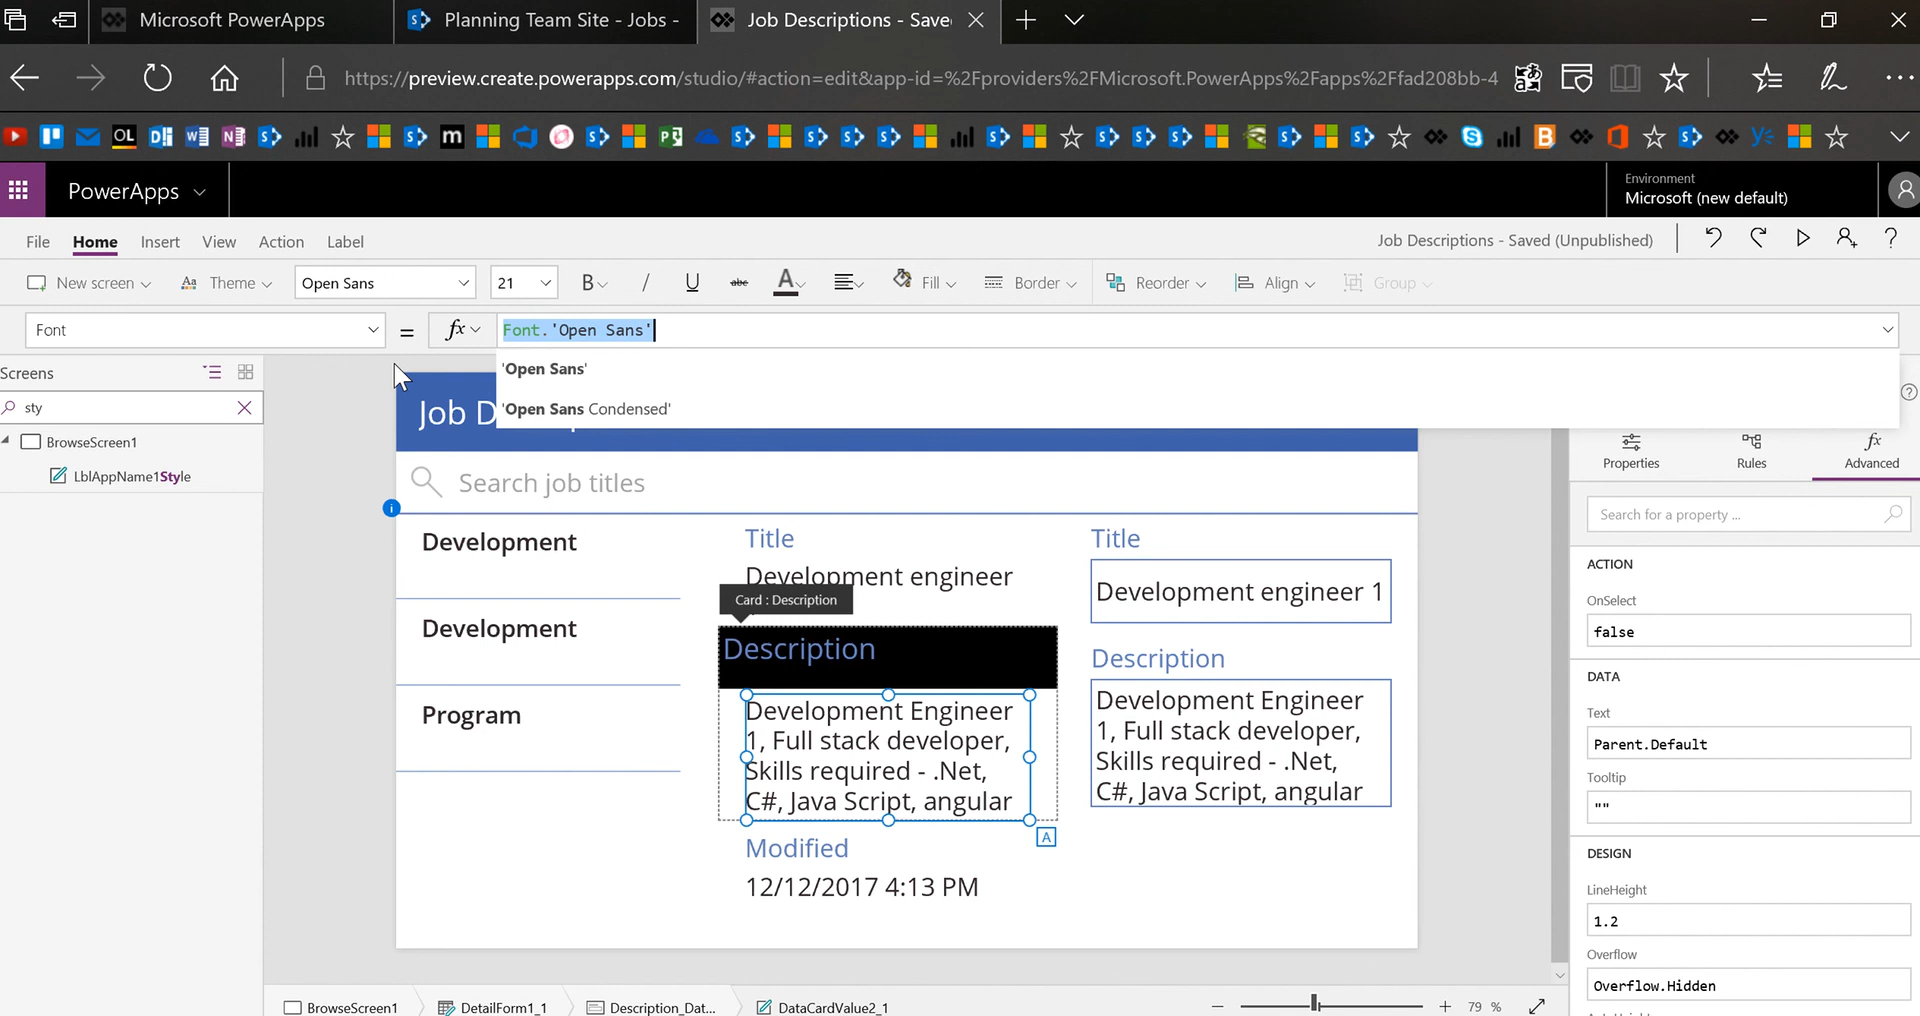 Microsoft PowerApps
Planning Team Site - Jobs -
Job Descriptions - Save
https://preview.create.powerapps.com/studio/#action=edit&app-id=%2Fproviders%2FMicrosoft.PowerApps%2Fapps%2Ffad208bb-4
PowerApps
Environment
Microsoft (new default)
File Home Insert View Action Label
Job Descriptions - Saved (Unpublished)
New screen Theme Open Sans 21 B / U abc A Fill Border Reorder Align Group
Font = fx Font.'Open Sans'
'Open Sans'
'Open Sans Condensed'
Screens
sty
BrowseScreen1
LblAppName1Style
Job D
Search job titles
Development
Development
Program
Title
Development engineer
Card : Description
Description
Development Engineer
1, Full stack developer,
Skills required - .Net,
C#, Java Script, angular
A
Modified
12/12/2017 4:13 PM
Title
Development engineer 1
Description
Development Engineer
1, Full stack developer,
Skills required - .Net,
C#, Java Script, angular
Properties Rules Advanced
Search for a property ...
ACTION
OnSelect
false
DATA
Text
Parent.Default
Tooltip
""
DESIGN
LineHeight
1.2
Overflow
Overflow.Hidden
BrowseScreen1 DetailForm1_1 Description_Dat... DataCardValue2_1
79 %